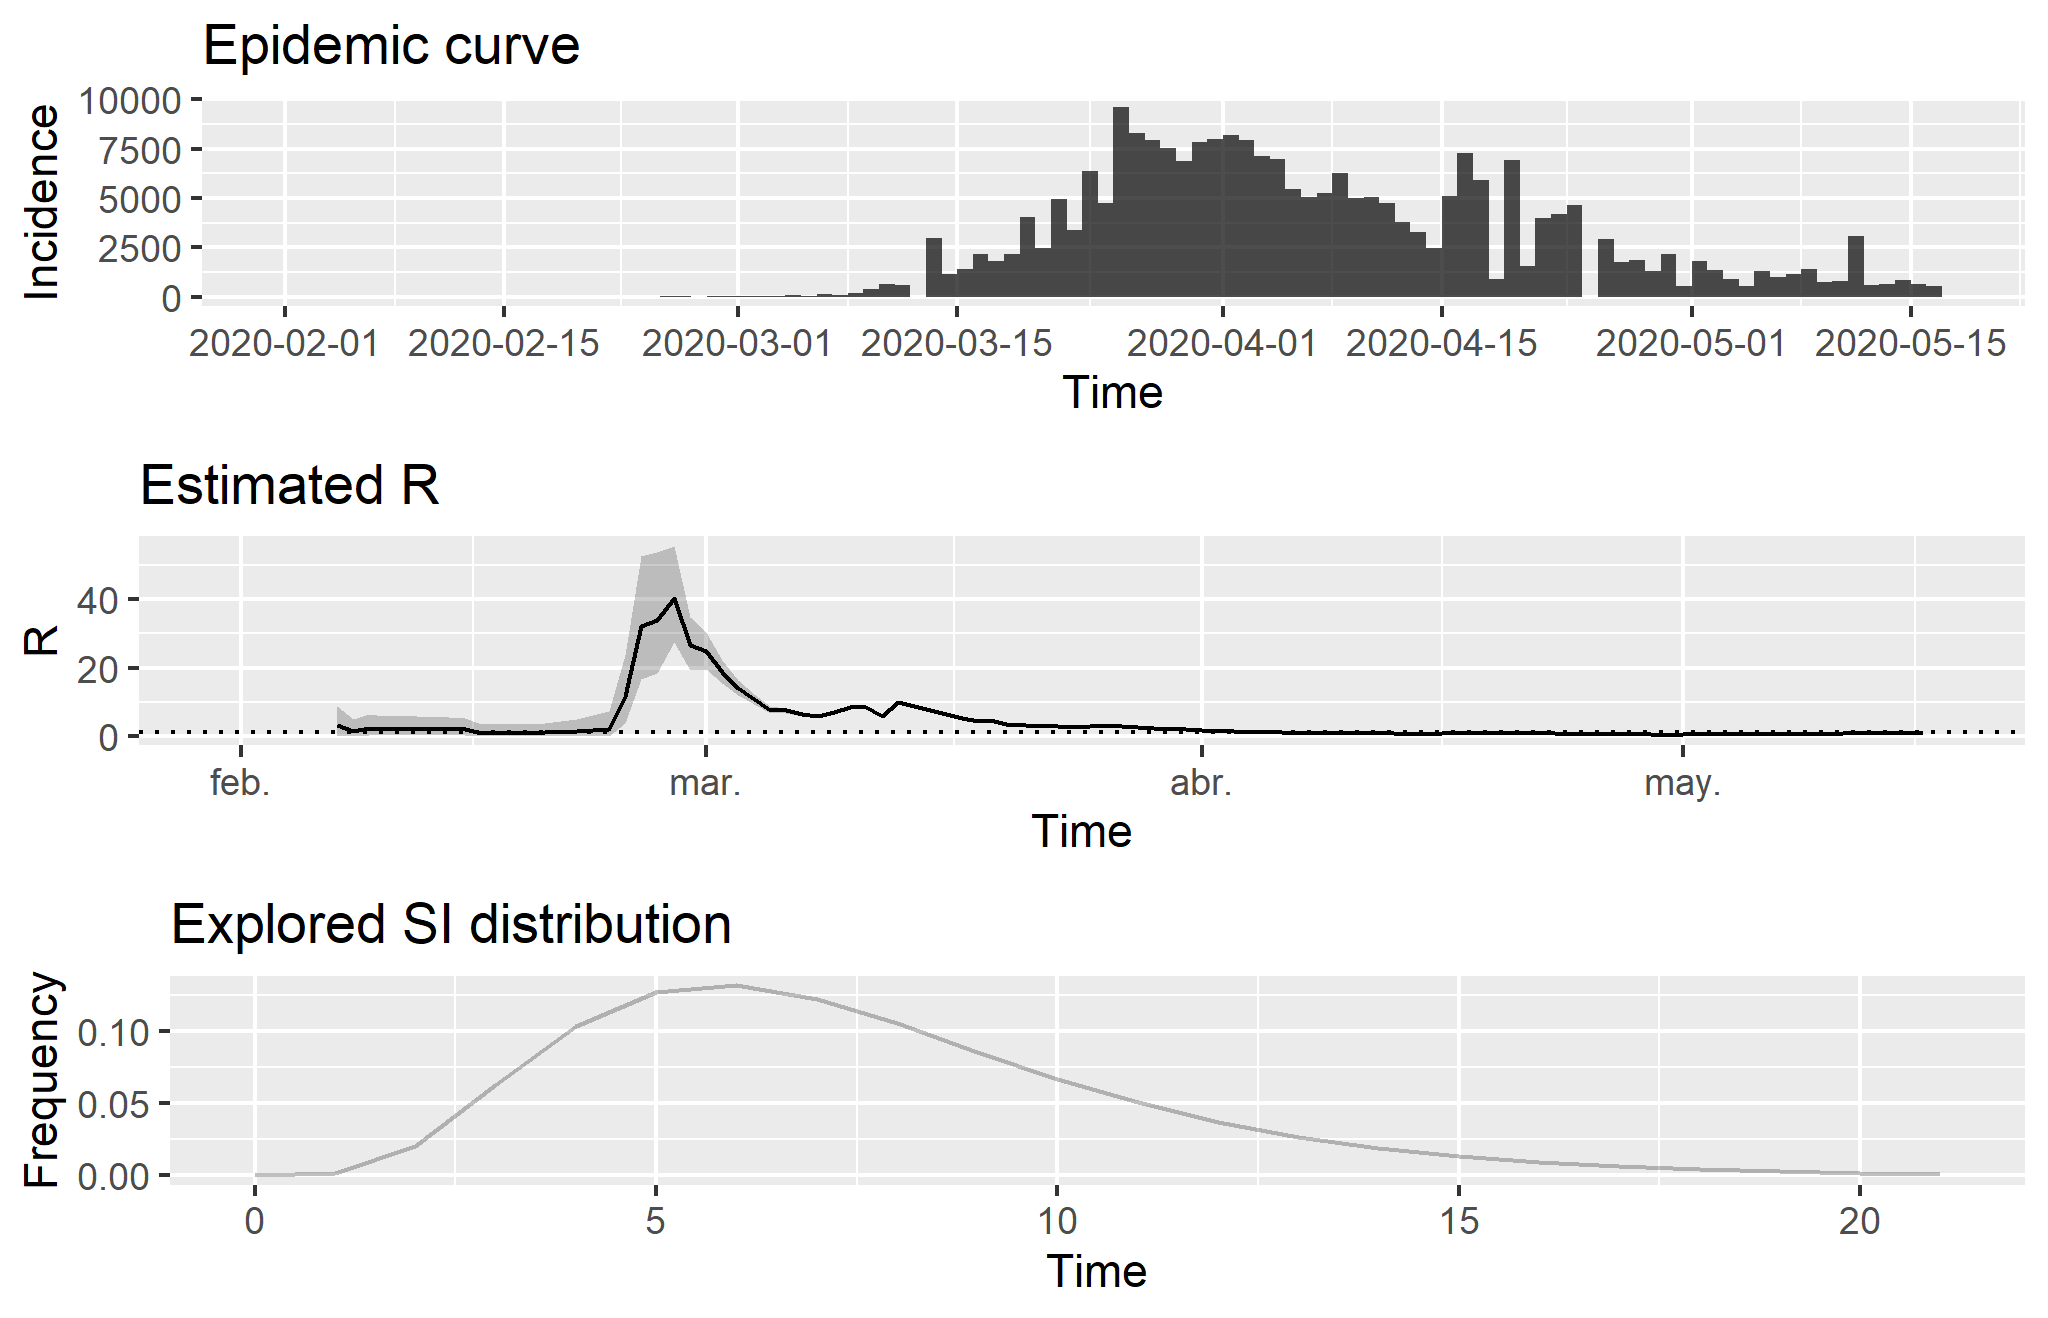 Epidemic curve
Incidence
10000
7500
5000
2500
0
2020-02-01 2020-02-15 2020-03-01 2020-03-15 2020-04-01 2020-04-15 2020-05-01 2020-05-15
Time
Estimated R
R
40
20
0
feb. mar. abr. may.
Time
Explored SI distribution
Frequency
0.10
0.05
0.00
0 5 10 15 20
Time